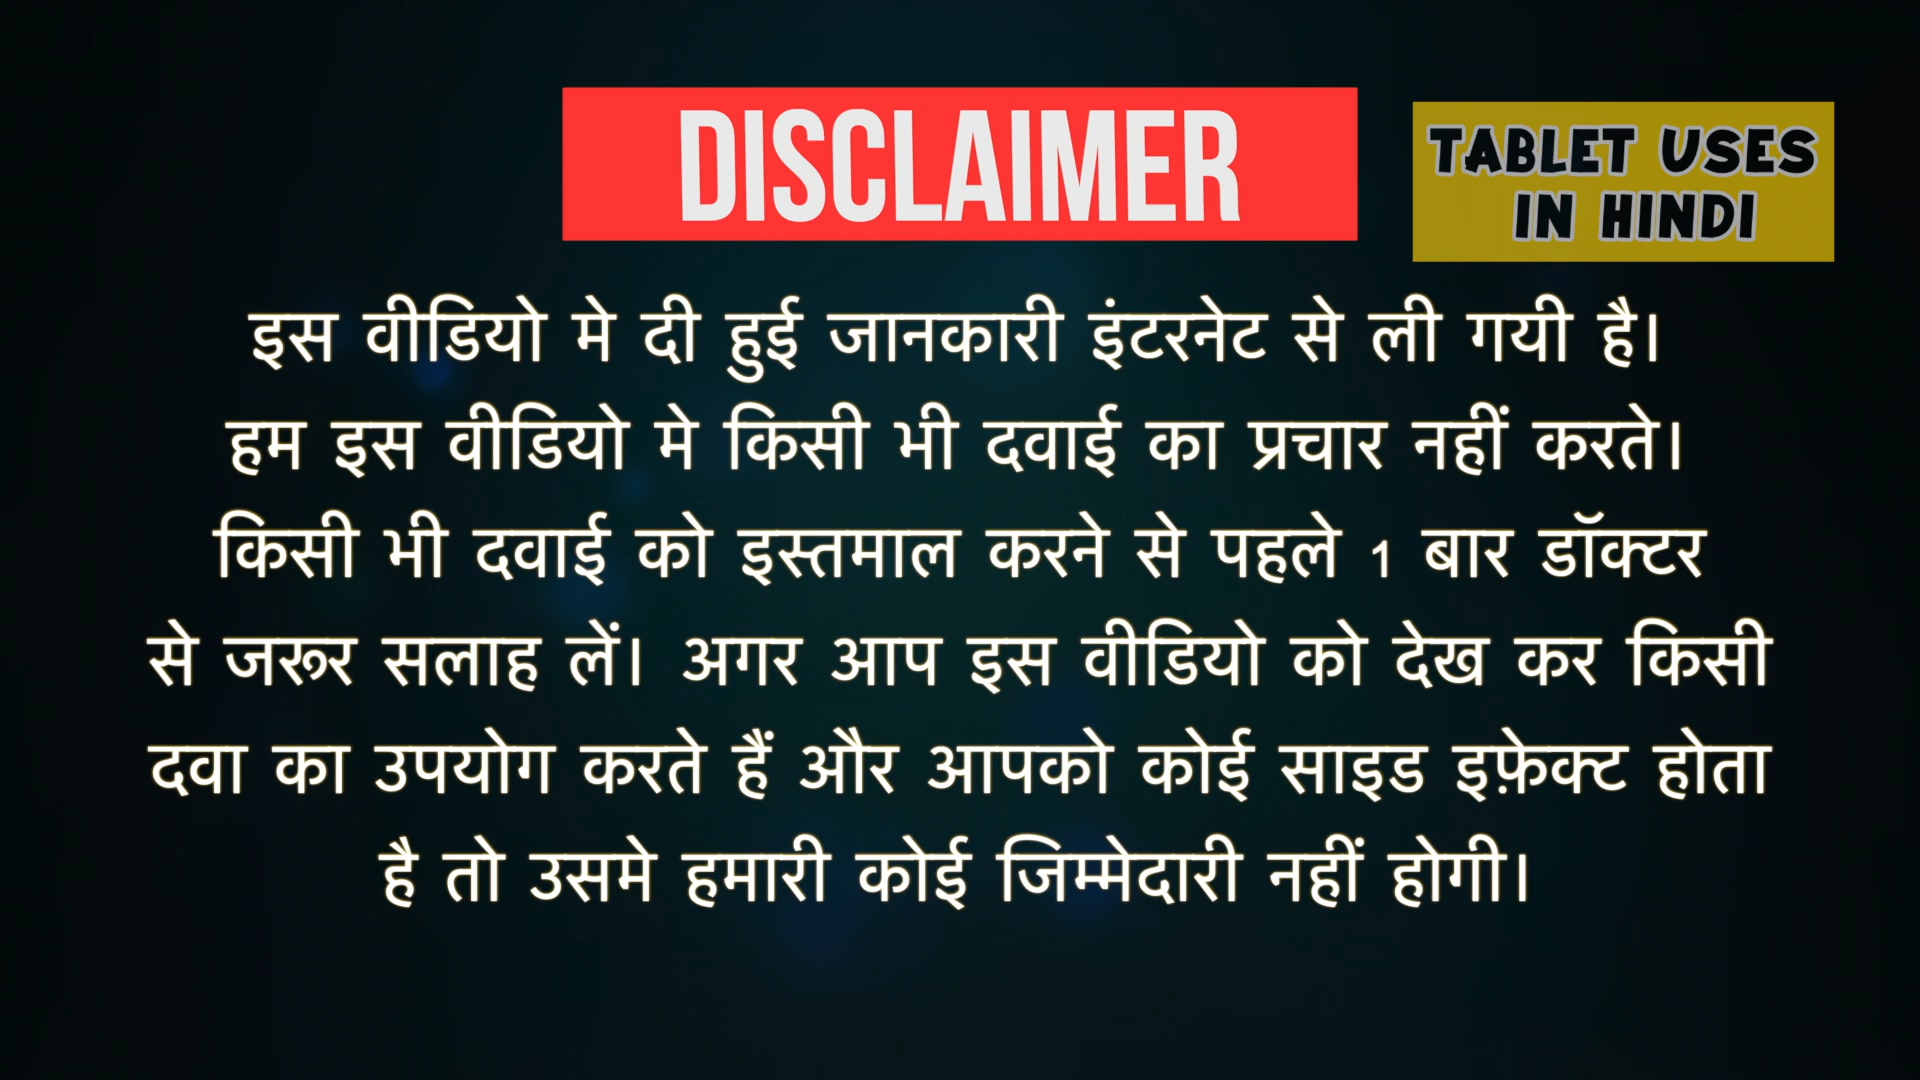 DISCLAIMER
TABLET USES
IN HINDI
इस वीडियो मे दी हुई जानकारी इंटरनेट से ली गयी है।
हम इस वीडियो मे किसी भी दवाई का प्रचार नहीं करते।
किसी भी दवाई को इस्तमाल करने से पहले 1 बार डॉक्टर
से जरूर सलाह लें। अगर आप इस वीडियो को देख कर किसी
दवा का उपयोग करते हैं और आपको कोई साइड इफ़ेक्ट होता
है तो उसमे हमारी कोई जिम्मेदारी नहीं होगी।